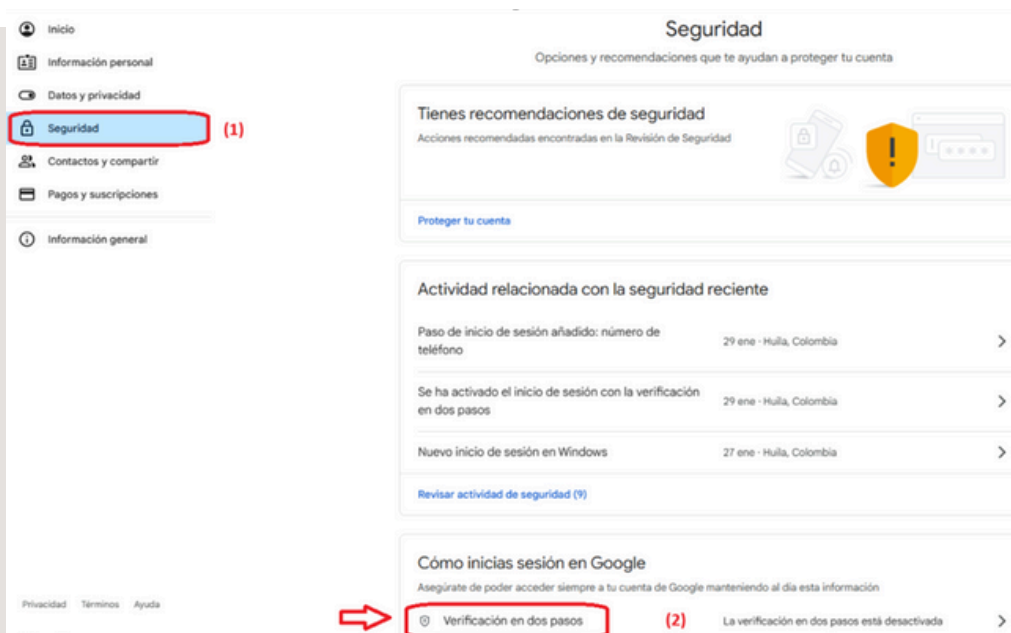 Inicio
Información personal
Datos y privacidad
Seguridad
(1)
Contactos y compartir
Pagos y suscripciones
Información general
Privacidad Términos Ayuda
Seguridad
Opciones y recomendaciones que te ayudan a proteger tu cuenta
Tienes recomendaciones de seguridad
Acciones recomendadas encontradas en la Revisión de Seguridad
Proteger tu cuenta
Actividad relacionada con la seguridad reciente
Paso de inicio de sesión añadido: número de
teléfono
29 ene · Huila, Colombia
Se ha activado el inicio de sesión con la verificación
en dos pasos
29 ene · Huila, Colombia
Nuevo inicio de sesión en Windows
27 ene · Huila, Colombia
Revisar actividad de seguridad (9)
Cómo inicias sesión en Google
Asegúrate de poder acceder siempre a tu cuenta de Google manteniendo al día esta información
Verificación en dos pasos
(2)
La verificación en dos pasos está desactivada